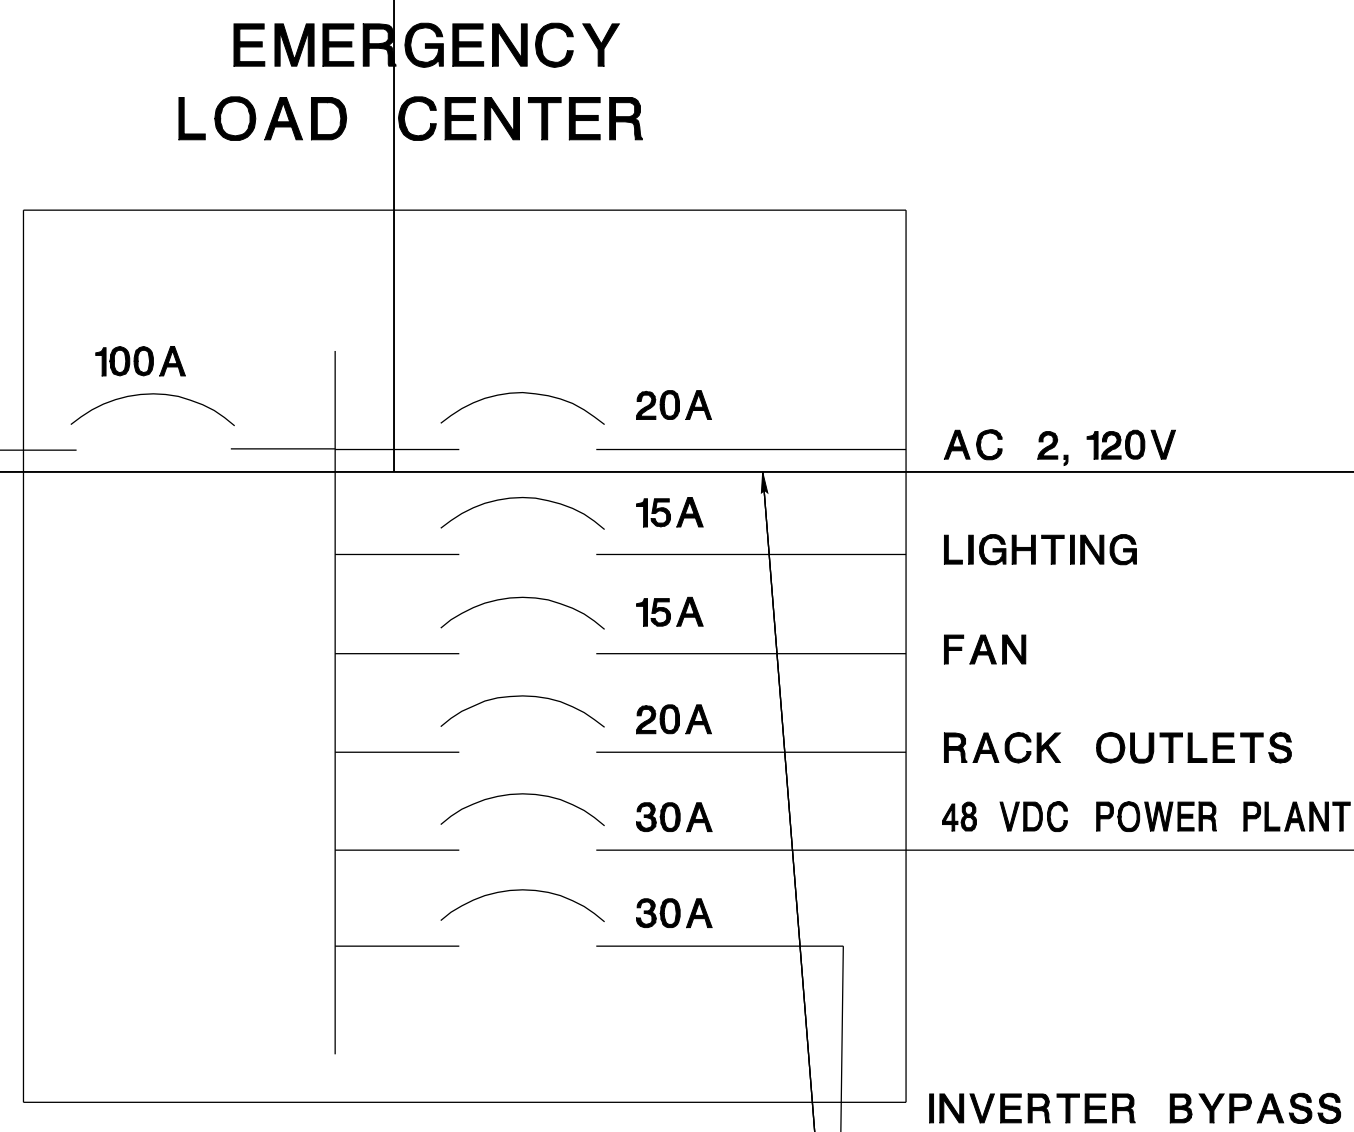 EMERGENCY
LOAD CENTER
100A
20A
AC 2, 120V
15A
LIGHTING
15A
FAN
20A
RACK OUTLETS
30A
48 VDC POWER PLANT
30A
INVERTER BYPASS